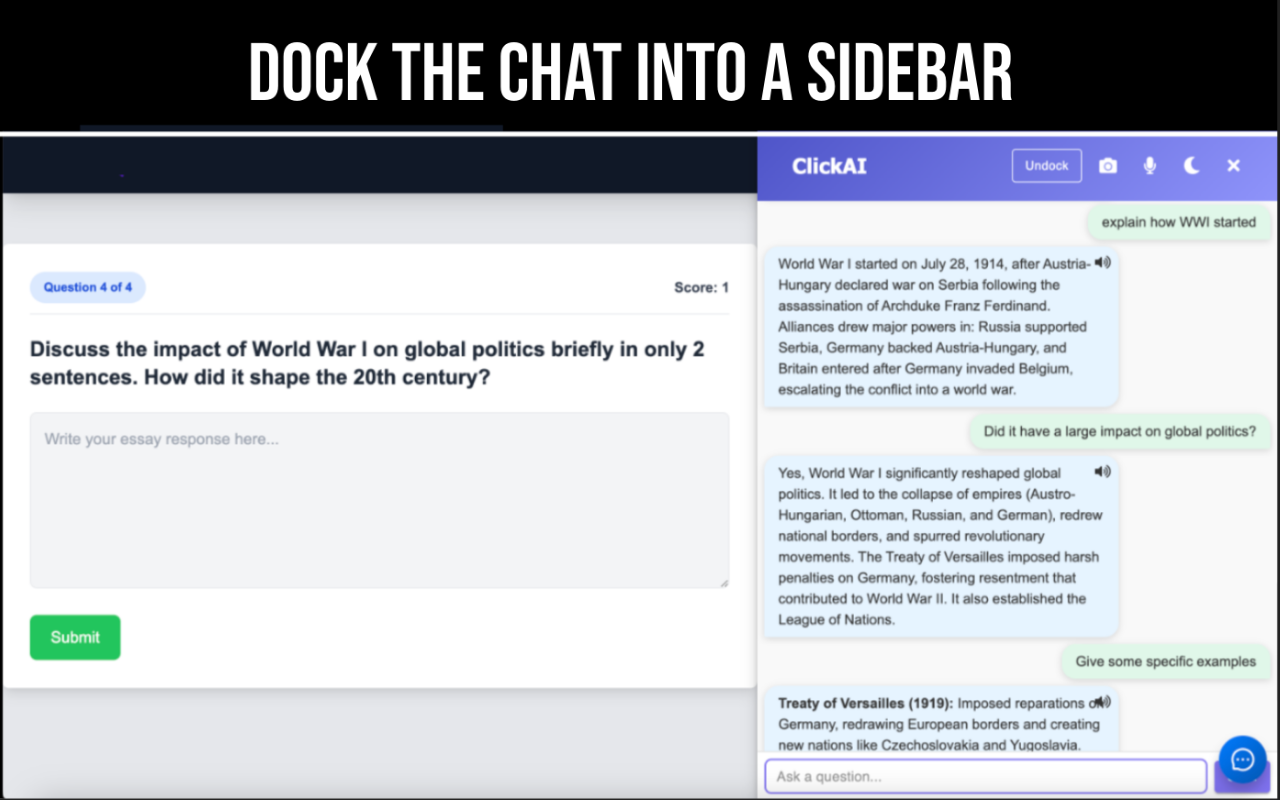 DOCK THE CHAT INTO A SIDEBAR
Question 4 of 4
Score: 1
Discuss the impact of World War I on global politics briefly in only 2
sentences. How did it shape the 20th century?
Write your essay response here...
Submit
ClickAI
Undock
explain how WWI started
World War I started on July 28, 1914, after Austria-
Hungary declared war on Serbia following the
assassination of Archduke Franz Ferdinand.
Alliances drew major powers in: Russia supported
Serbia, Germany backed Austria-Hungary, and
Britain entered after Germany invaded Belgium,
escalating the conflict into a world war.
Did it have a large impact on global politics?
Yes, World War I significantly reshaped global
politics. It led to the collapse of empires (Austro-
Hungarian, Ottoman, Russian, and German), redrew
national borders, and spurred revolutionary
movements. The Treaty of Versailles imposed harsh
penalties on Germany, fostering resentment that
contributed to World War II. It also established the
League of Nations.
Give some specific examples
Treaty of Versailles (1919): Imposed reparations on
Germany, redrawing European borders and creating
new nations like Czechoslovakia and Yugoslavia.
Ask a question...